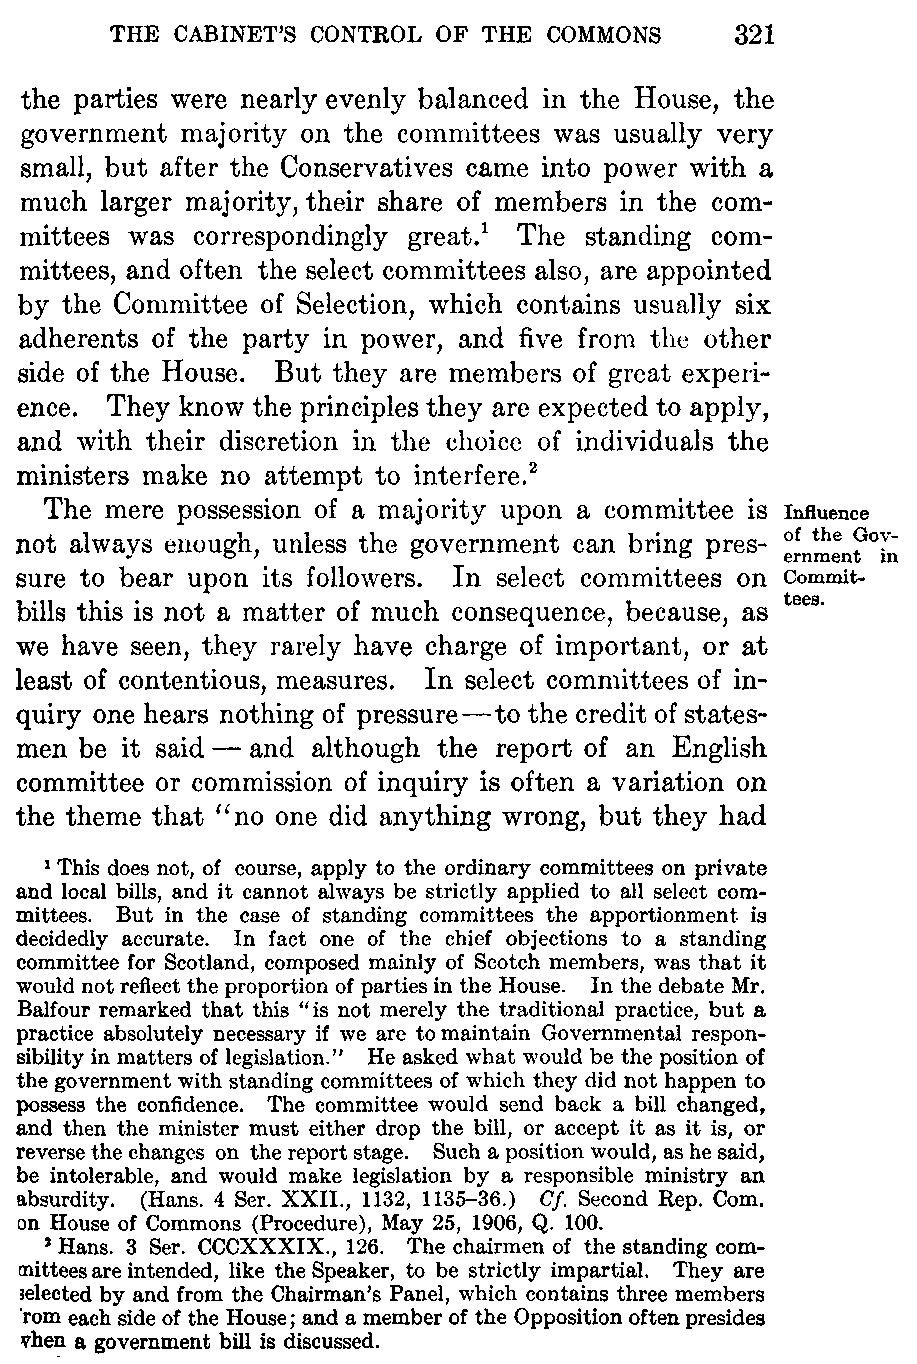 THE CABINET'S CONTROL OF THE COMMONS 321
the parties were nearly evenly balanced in the House, the
government majority on the committees was usually very
small, but after the Conservatives came into power with a
much larger majority, their share of members in the com-
mittees was correspondingly great.¹ The standing com-
mittees, and often the select committees also, are appointed
by the Committee of Selection, which contains usually six
adherents of the party in power, and five from the other
side of the House. But they are members of great experi-
ence. They know the principles they are expected to apply,
and with their discretion in the choice of individuals the
ministers make no attempt to interfere.²
The mere possession of a majority upon a committee is
not always enough, unless the government can bring pres-
sure to bear upon its followers. In select committees on
bills this is not a matter of much consequence, because, as
we have seen, they rarely have charge of important, or at
least of contentious, measures. In select committees of in-
quiry one hears nothing of pressure—to the credit of states-
men be it said — and although the report of an English
committee or commission of inquiry is often a variation on
the theme that "no one did anything wrong, but they had
Influence
of the Gov-
ernment in
Commit-
tees.
¹ This does not, of course, apply to the ordinary committees on private
and local bills, and it cannot always be strictly applied to all select com-
mittees. But in the case of standing committees the apportionment is
decidedly accurate. In fact one of the chief objections to a standing
committee for Scotland, composed mainly of Scotch members, was that it
would not reflect the proportion of parties in the House. In the debate Mr.
Balfour remarked that this "is not merely the traditional practice, but a
practice absolutely necessary if we are to maintain Governmental respon-
sibility in matters of legislation." He asked what would be the position of
the government with standing committees of which they did not happen to
possess the confidence. The committee would send back a bill changed,
and then the minister must either drop the bill, or accept it as it is, or
reverse the changes on the report stage. Such a position would, as he said,
be intolerable, and would make legislation by a responsible ministry an
absurdity. (Hans. 4 Ser. XXII., 1132, 1135–36.) Cf. Second Rep. Com.
on House of Commons (Procedure), May 25, 1906, Q. 100.
² Hans. 3 Ser. CCCXXXIX., 126. The chairmen of the standing com-
mittees are intended, like the Speaker, to be strictly impartial. They are
selected by and from the Chairman's Panel, which contains three members
from each side of the House; and a member of the Opposition often presides
when a government bill is discussed.